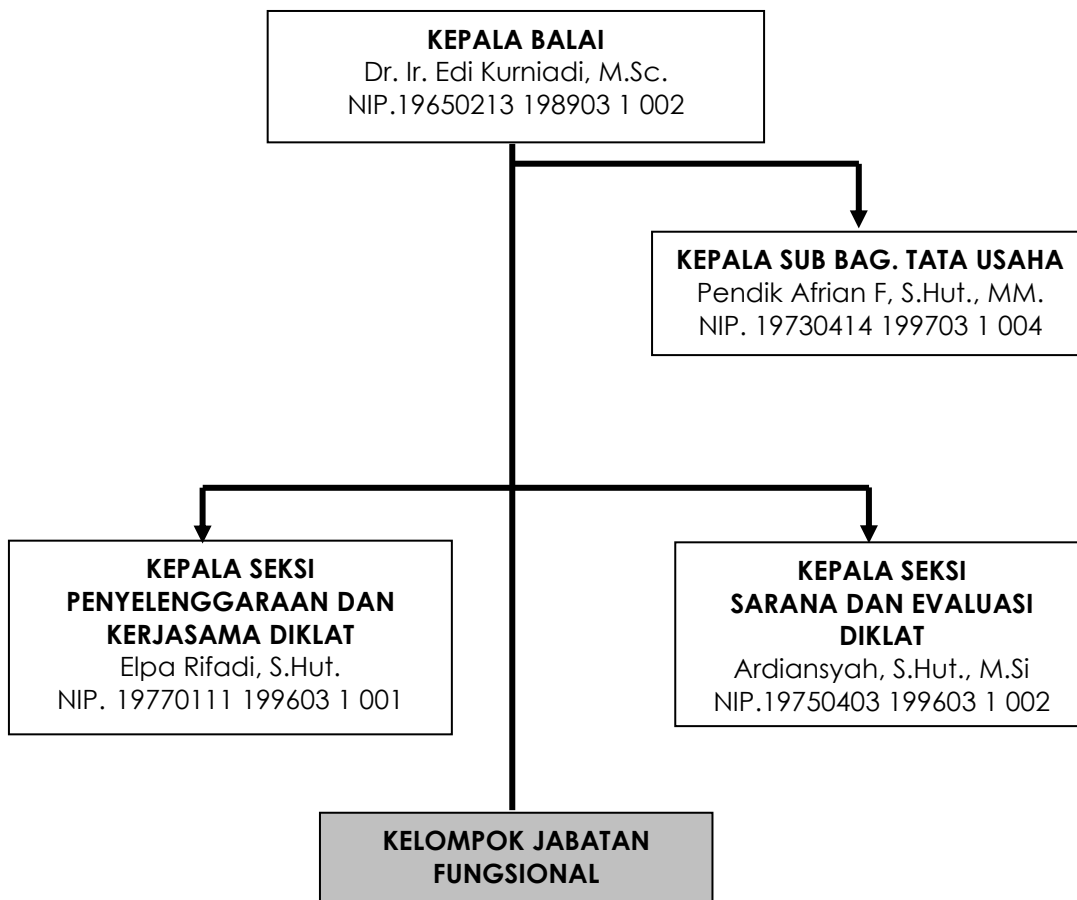 KEPALA BALAI
Dr. Ir. Edi Kurniadi, M.Sc.
NIP.19650213 198903 1 002
KEPALA SUB BAG. TATA USAHA
Pendik Afrian F, S.Hut., MM.
NIP. 19730414 199703 1 004
KEPALA SEKSI
PENYELENGGARAAN DAN
KERJASAMA DIKLAT
Elpa Rifadi, S.Hut.
NIP. 19770111 199603 1 001
KEPALA SEKSI
SARANA DAN EVALUASI
DIKLAT
Ardiansyah, S.Hut., M.Si
NIP.19750403 199603 1 002
KELOMPOK JABATAN
FUNGSIONAL